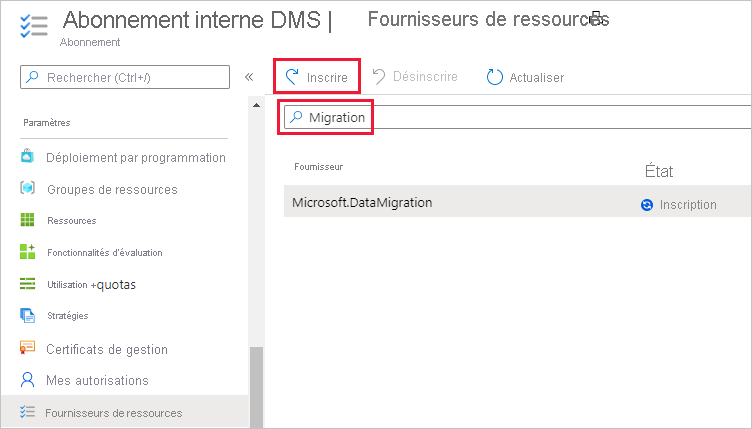 Abonnement interne DMS | Fournisseurs de ressources
Abonnement
Rechercher (Ctrl+/)
«
Inscrire
Désinscrire
Actualiser
Migration
Paramètres
Déploiement par programmation
Groupes de ressources
Ressources
Fonctionnalités d'évaluation
Utilisation +quotas
Stratégies
Certificats de gestion
Mes autorisations
Fournisseurs de ressources
Fournisseur
État
Microsoft.DataMigration
Inscription